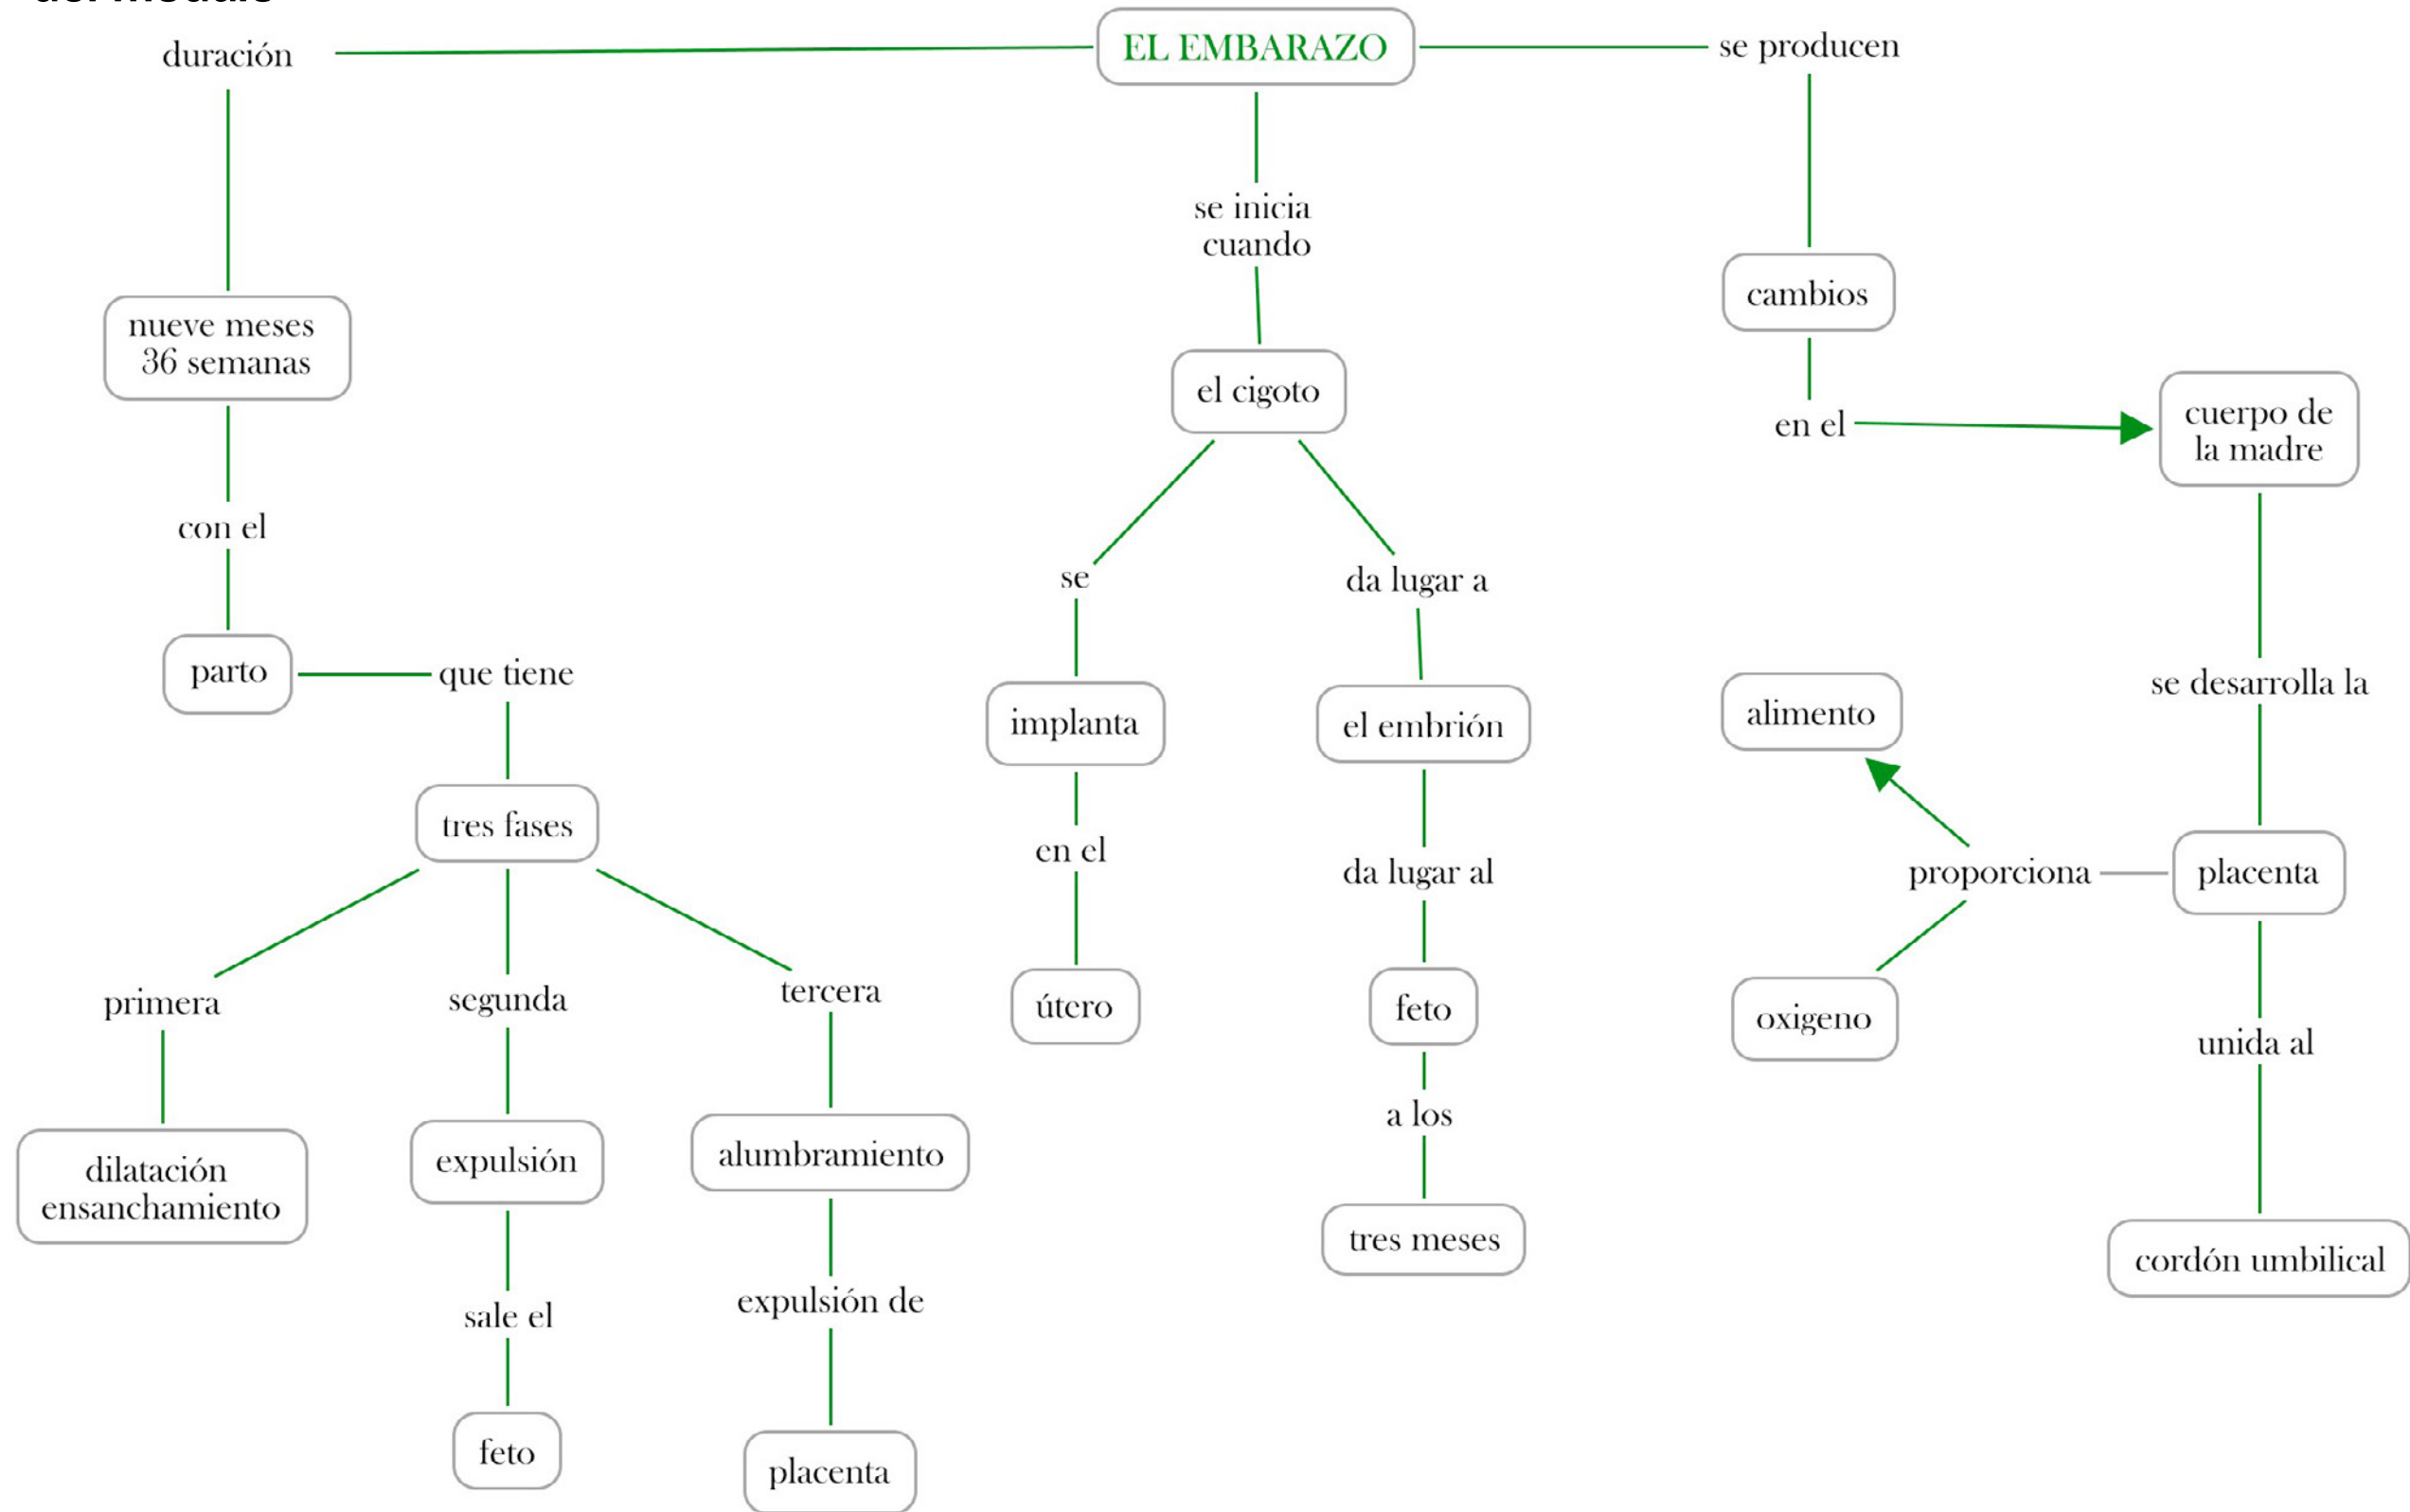 EL EMBARAZO
duración
nueve meses
36 semanas
con el
parto
que tiene
tres fases
primera
dilatación
ensanchamiento
segunda
expulsión
sale el
feto
tercera
alumbramiento
expulsión de
placenta
se inicia
cuando
el cigoto
se
implanta
en el
útero
da lugar a
el embrión
da lugar al
feto
a los
tres meses
se producen
cambios
en el
cuerpo de
la madre
se desarrolla la
placenta
proporciona
alimento
oxigeno
unida al
cordón umbilical